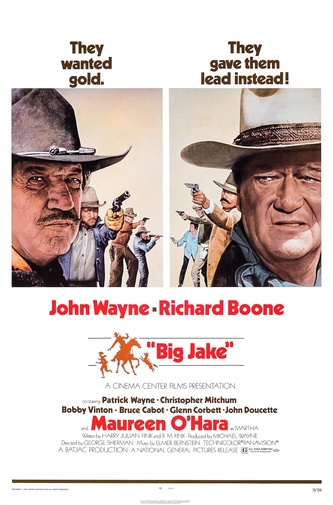 They wanted gold.
They gave them lead instead!
John Wayne · Richard Boone
"Big Jake"
A CINEMA CENTER FILMS PRESENTATION
co-starring Patrick Wayne · Christopher Mitchum
Bobby Vinton · Bruce Cabot · Glenn Corbett · John Doucette
and Maureen O'Hara as MARTHA
Written by HARRY JULIAN FINK and R. M. FINK · Produced by MICHAEL WAYNE
Directed by GEORGE SHERMAN · Music by ELMER BERNSTEIN · TECHNICOLOR® PANAVISION®
A BATJAC PRODUCTION · A NATIONAL GENERAL PICTURES RELEASE